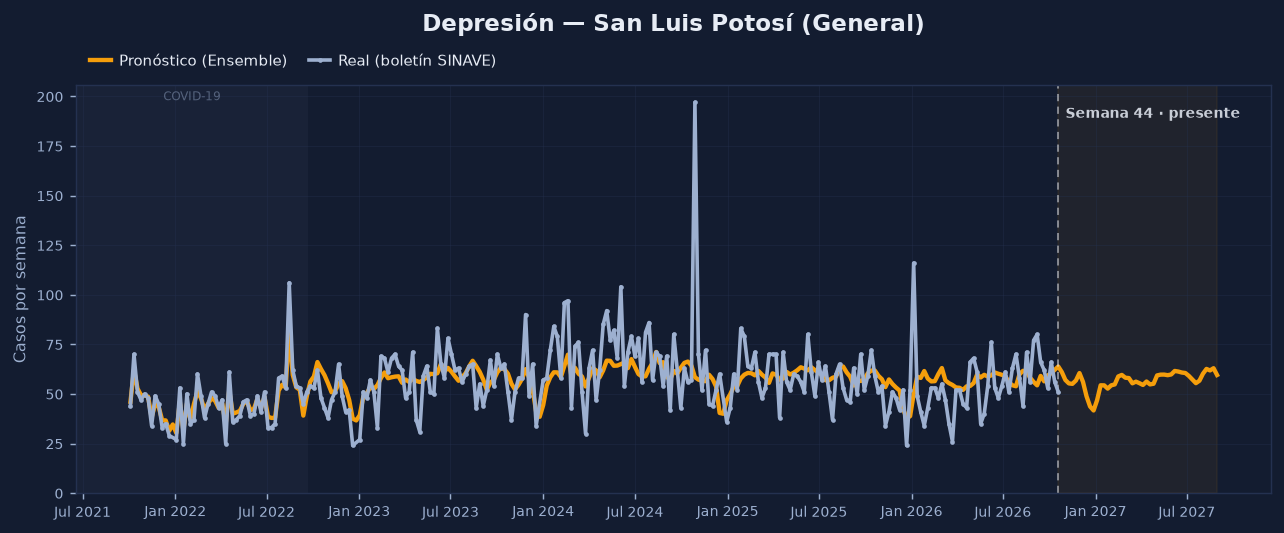 Depresión — San Luis Potosí (General)
Pronóstico (Ensemble)
Real (boletín SINAVE)
COVID-19
Semana 44 · presente
Casos por semana
200
175
150
125
100
75
50
25
0
Jul 2021
Jan 2022
Jul 2022
Jan 2023
Jul 2023
Jan 2024
Jul 2024
Jan 2025
Jul 2025
Jan 2026
Jul 2026
Jan 2027
Jul 2027